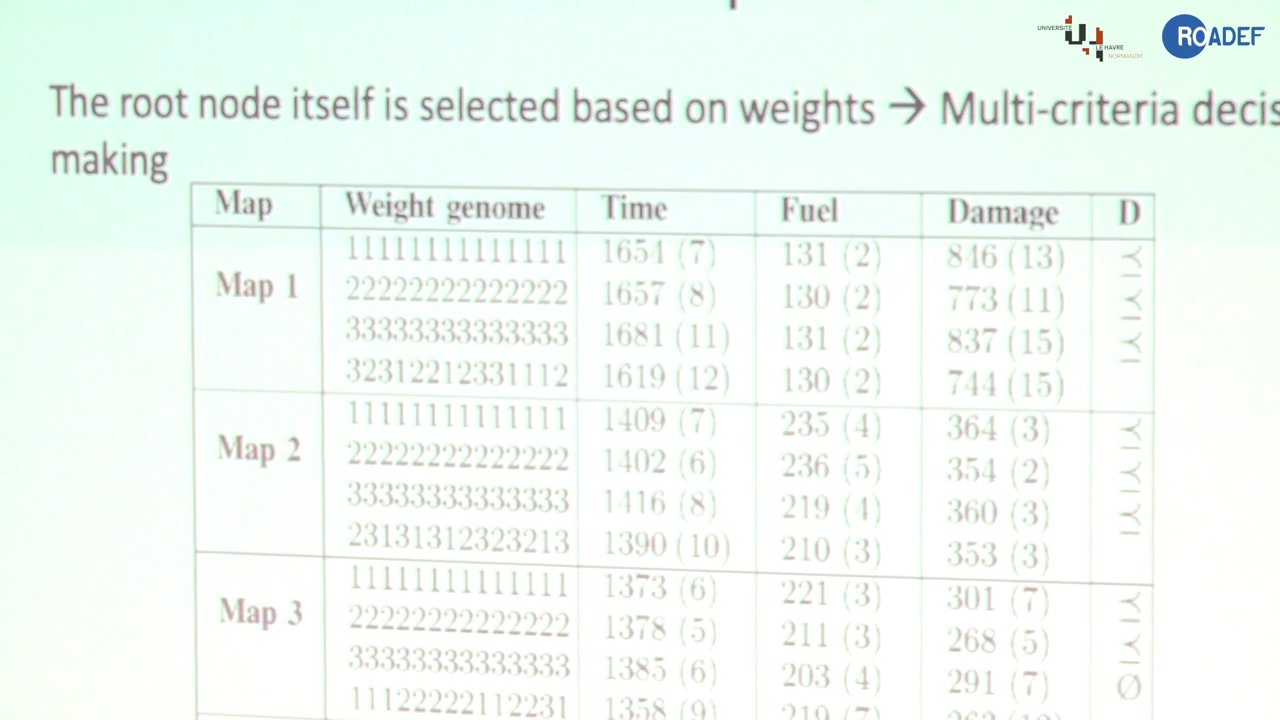 UNIVERSITÉ
LE HAVRE
NORMANDIE
ROADEF
The root node itself is selected based on weights → Multi-criteria decis
making
Map Weight genome Time Fuel Damage D
Map 1
11111111111111 1654 (7) 131 (2) 846 (13)
22222222222222 1657 (8) 130 (2) 773 (11)
33333333333333 1681 (11) 131 (2) 837 (15)
32312212331112 1619 (12) 130 (2) 744 (15)
Map 2
11111111111111 1409 (7) 235 (4) 364 (3)
22222222222222 1402 (6) 236 (5) 354 (2)
33333333333333 1416 (8) 219 (4) 360 (3)
23131312323213 1390 (10) 210 (3) 353 (3)
Map 3
11111111111111 1373 (6) 221 (3) 301 (7)
22222222222222 1378 (5) 211 (3) 268 (5)
33333333333333 1385 (6) 203 (4) 291 (7) Ø
11122222112231 1358 (9) 219 (7)